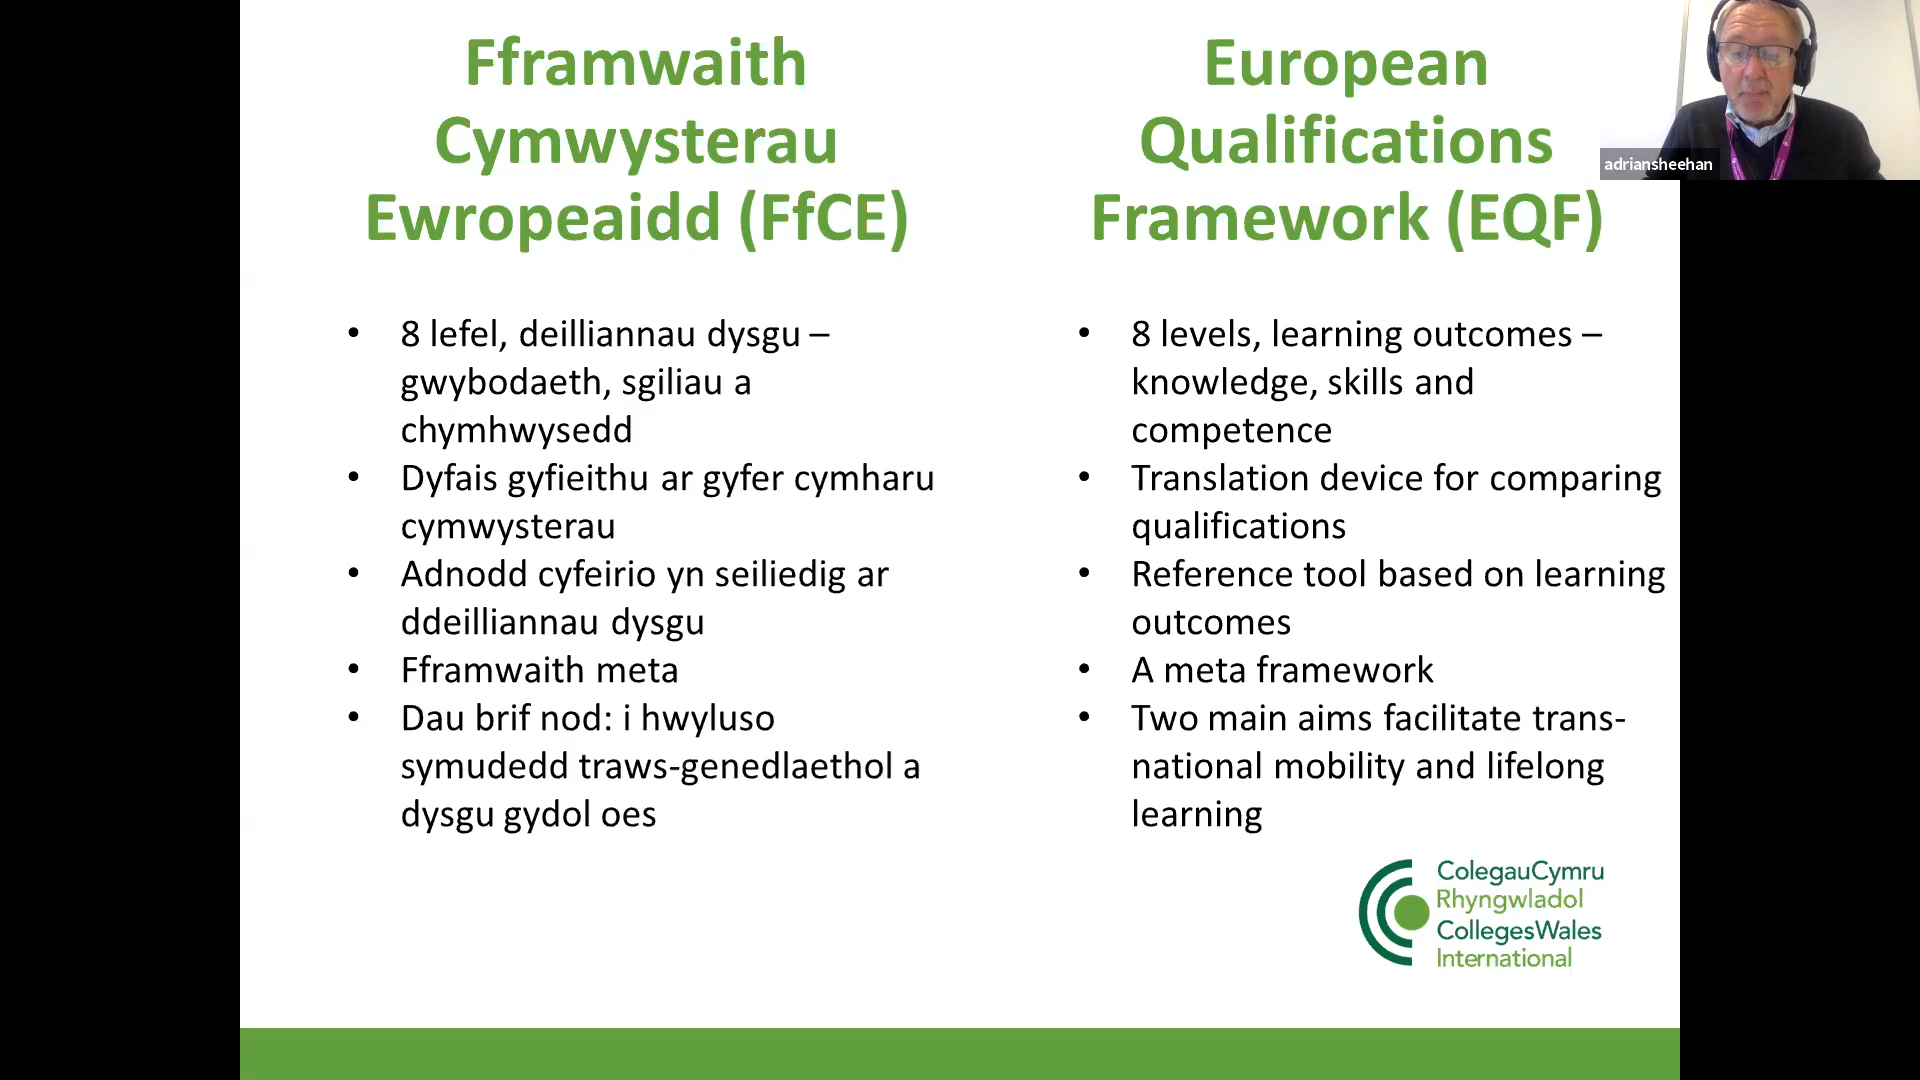 Fframwaith
Cymwysterau
Ewropeaidd (FfCE)
• 8 lefel, deilliannau dysgu –
gwybodaeth, sgiliau a
chymhwysedd
• Dyfais gyfieithu ar gyfer cymharu
cymwysterau
• Adnodd cyfeirio yn seiliedig ar
ddeilliannau dysgu
• Fframwaith meta
• Dau brif nod: i hwyluso
symudedd traws-genedlaethol a
dysgu gydol oes
European
Qualifications
Framework (EQF)
• 8 levels, learning outcomes –
knowledge, skills and
competence
• Translation device for comparing
qualifications
• Reference tool based on learning
outcomes
• A meta framework
• Two main aims facilitate trans-
national mobility and lifelong
learning
ColegauCymru
Rhyngwladol
CollegesWales
International
adriansheehan